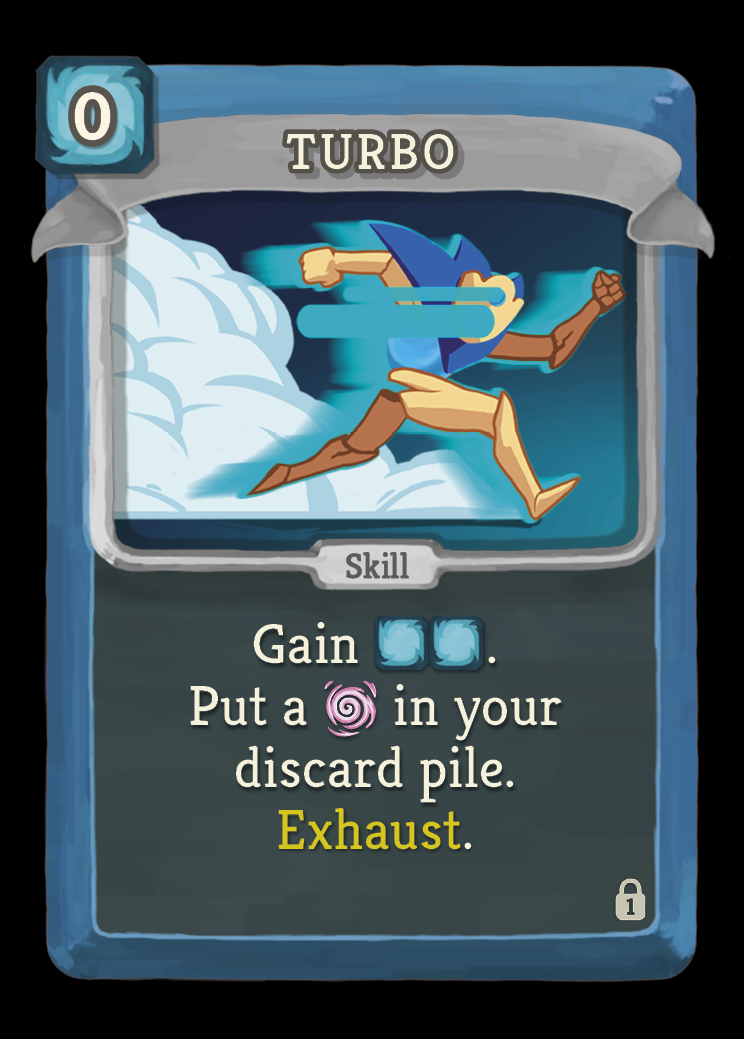 0
TURBO
Skill
Gain .
Put a in your
discard pile.
Exhaust.
1